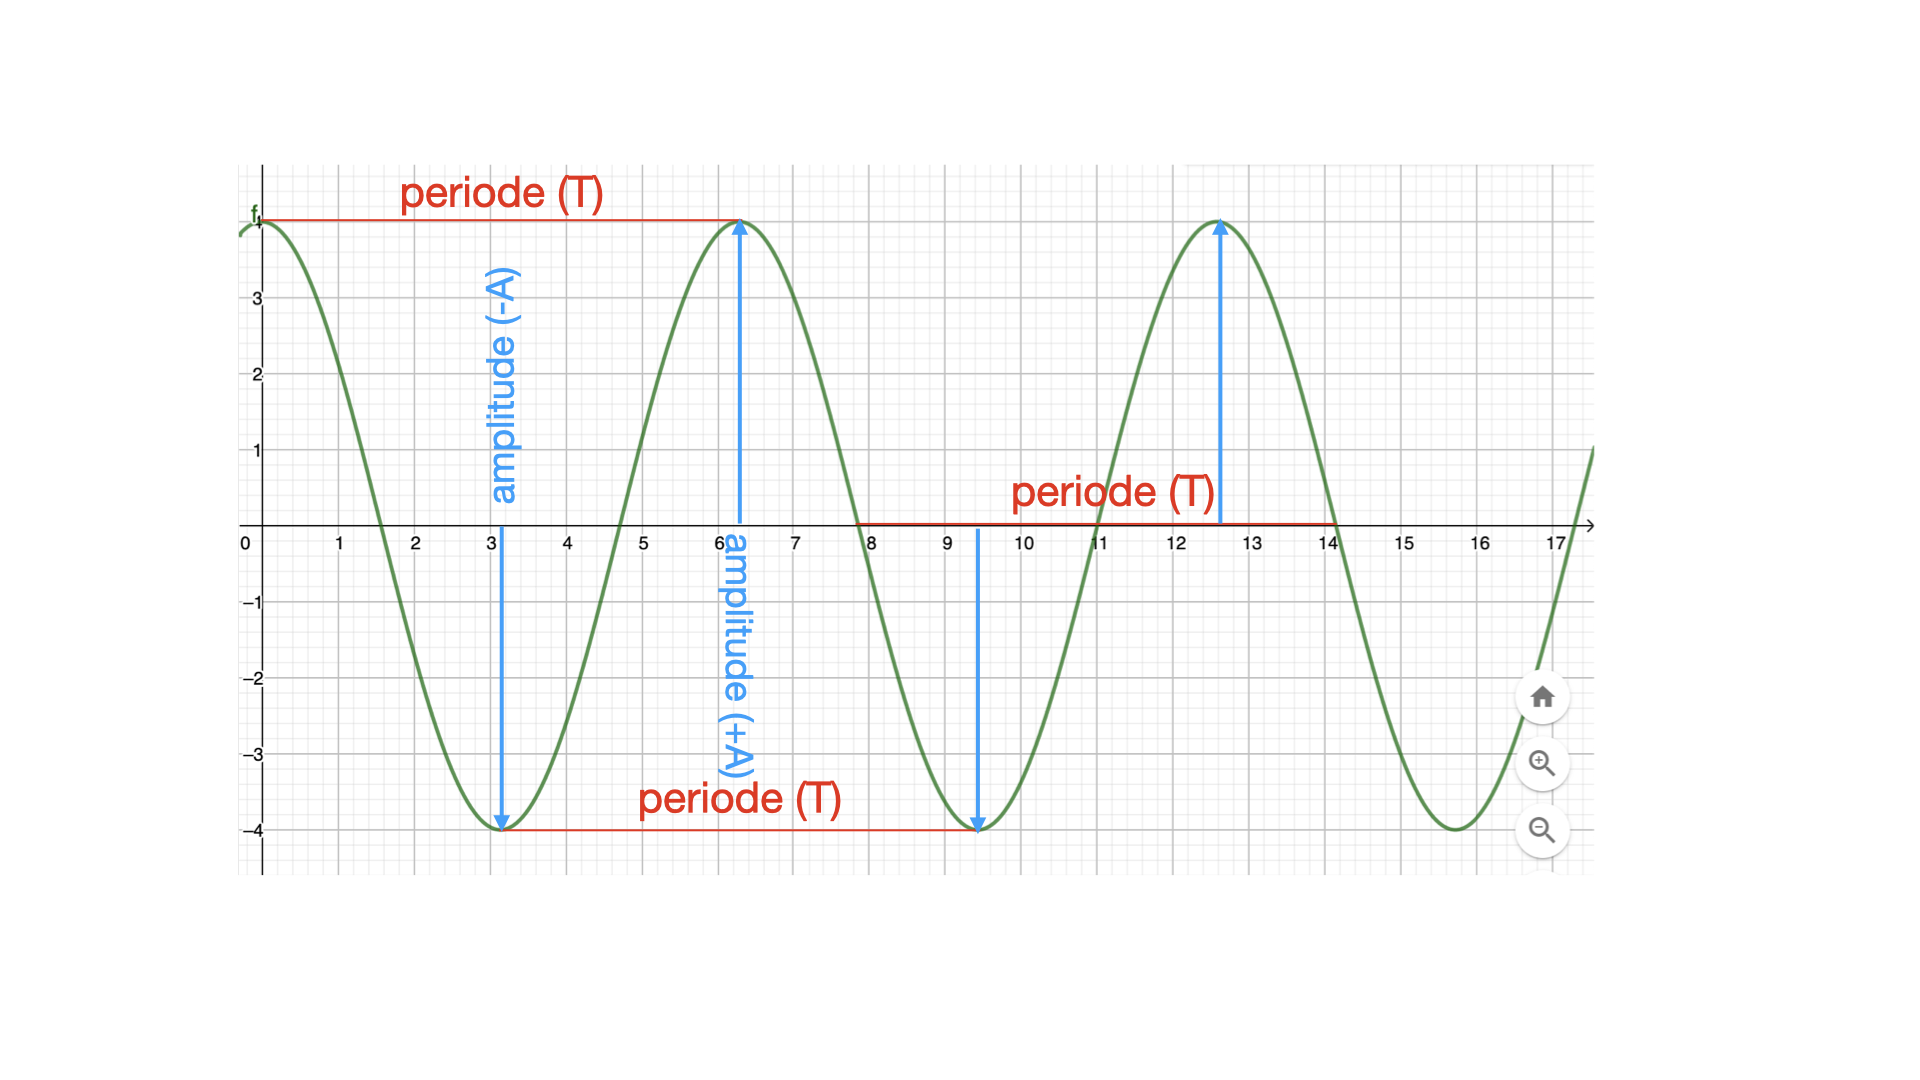 periode (T)
f
4
3
2
1
amplitude (-A)
periode (T)
0 1 2 3 4 5 6 7 8 9 10 11 12 13 14 15 16 17
amplitude (+A)
−1
−2
−3
−4
periode (T)